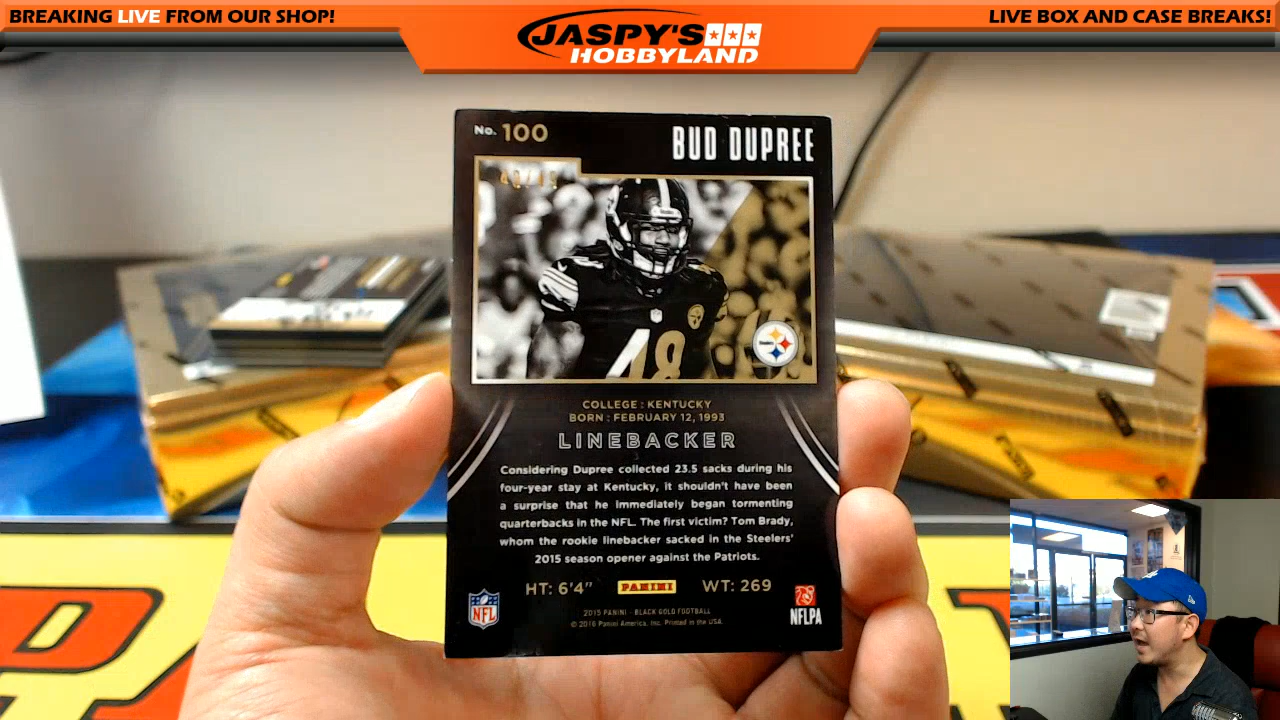 BREAKING LIVE FROM OUR SHOP!
JASPY'S
HOBBYLAND
LIVE BOX AND CASE BREAKS!
No. 100
BUD DUPREE
48
Steelers
COLLEGE : KENTUCKY
BORN : FEBRUARY 12, 1993
LINEBACKER
Considering Dupree collected 23.5 sacks during his
four-year stay at Kentucky, it shouldn't have been
a surprise that he immediately began tormenting
quarterbacks in the NFL. The first victim? Tom Brady,
whom the rookie linebacker sacked in the Steelers'
2015 season opener against the Patriots.
HT: 6'4" PANINI WT: 269
NFL
NFLPA
2015 PANINI - BLACK GOLD FOOTBALL
© 2016 Panini America, Inc. Printed in the USA.